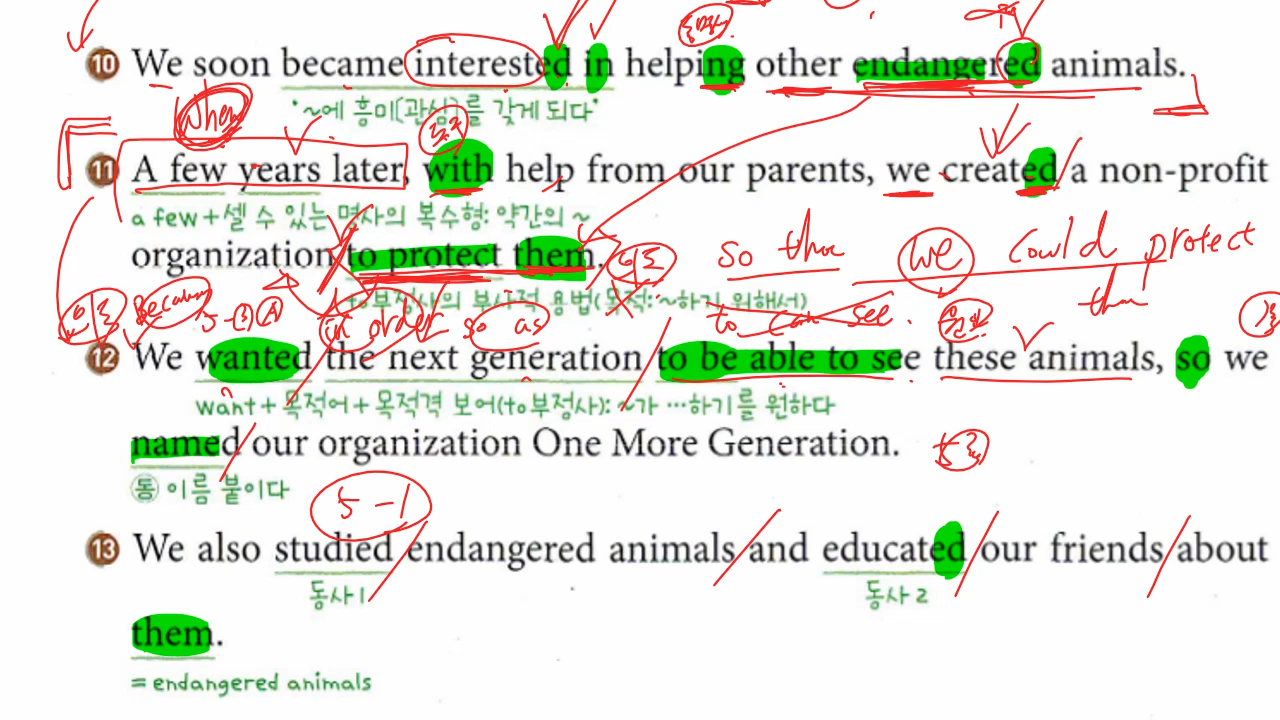 ⑩ We soon became interested in helping other endangered animals.
'~에 흥미[관심]를 갖게 되다'
When
⑪ A few years later, with help from our parents, we created a non-profit
a few+셀 수 있는 명사의 복수형: 약간의 ~
organization to protect them.
so that we could protect
to부정사의 부사적 용법(목적: ~하기 위해서)
Because
in order so as
⑫ We wanted the next generation to be able to see these animals, so we
want+목적어+목적격 보어(to부정사): ~가 …하기를 원하다
named our organization One More Generation.
동 이름 붙이다
5-1
⑬ We also studied endangered animals and educated our friends about
동사1
동사2
them.
= endangered animals